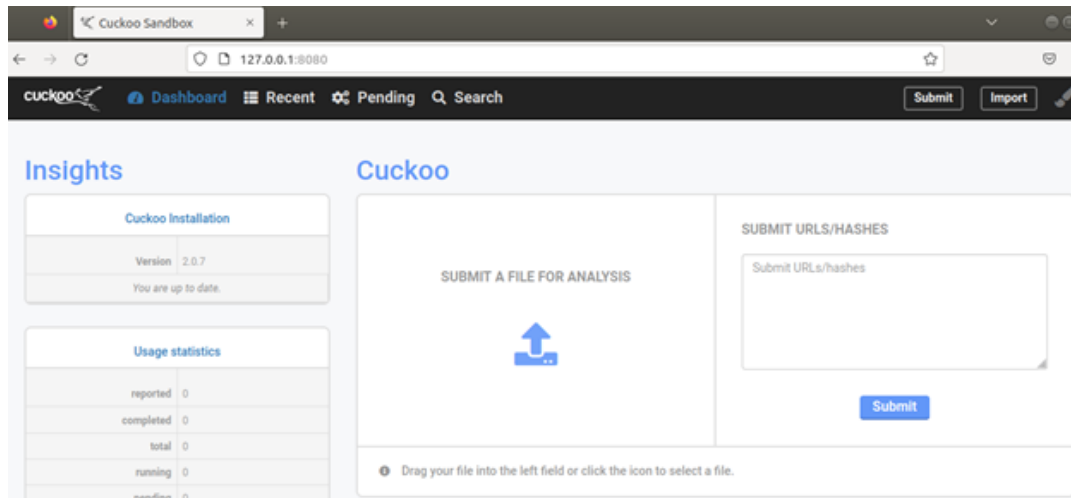 Cuckoo Sandbox
127.0.0.1:8080
cuckoo Dashboard Recent Pending Search Submit Import
Insights
Cuckoo Installation
Version 2.0.7
You are up to date.
Usage statistics
reported 0
completed 0
total 0
running 0
pending 0
Cuckoo
SUBMIT A FILE FOR ANALYSIS
SUBMIT URLS/HASHES
Submit URLs/hashes
Submit
Drag your file into the left field or click the icon to select a file.